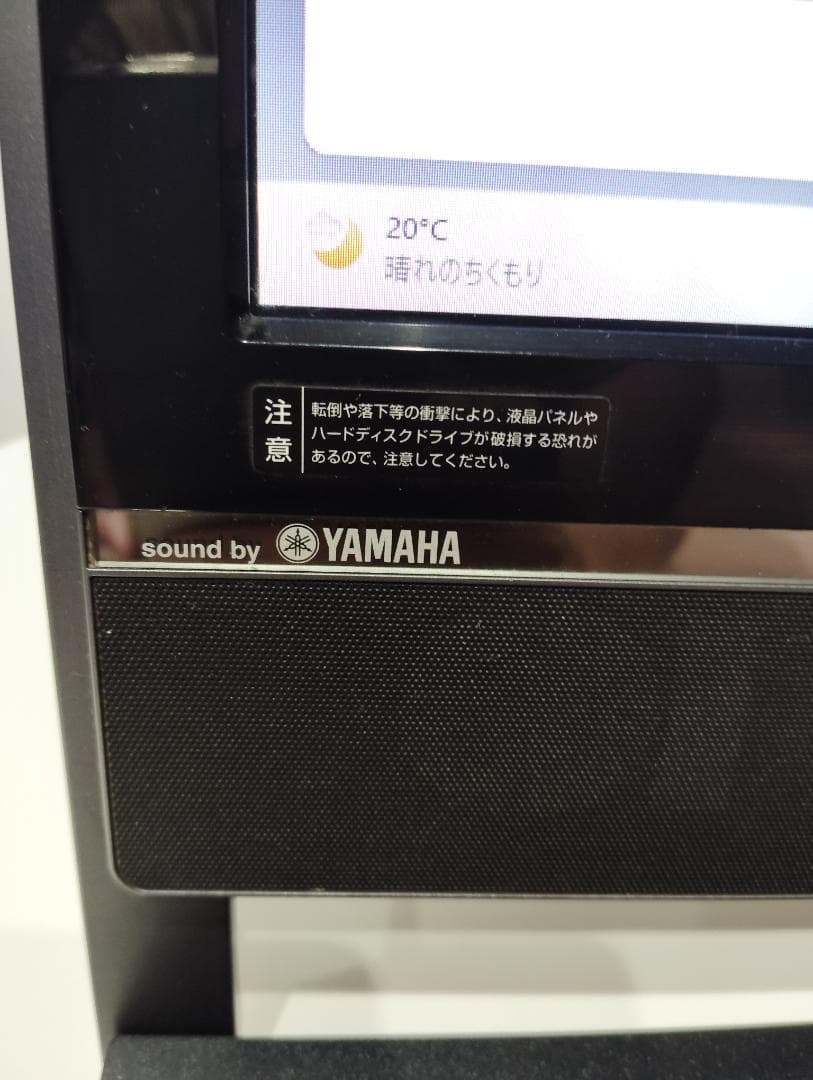 20°C
晴れのちくもり
注意
転倒や落下等の衝撃により、液晶パネルや
ハードディスクドライブが破損する恐れが
あるので、注意してください。
sound by YAMAHA